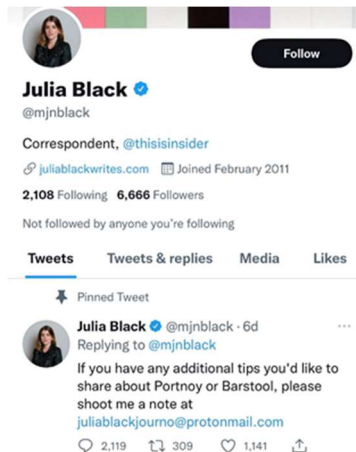 Follow
Julia Black
@mjnblack
Correspondent, @thisisinsider
juliablackwrites.com Joined February 2011
2,108 Following 6,666 Followers
Not followed by anyone you're following
Tweets Tweets & replies Media Likes
Pinned Tweet
Julia Black @mjnblack · 6d
Replying to @mjnblack
If you have any additional tips you'd like to
share about Portnoy or Barstool, please
shoot me a note at
juliablackjourno@protonmail.com
2,119 309 1,141